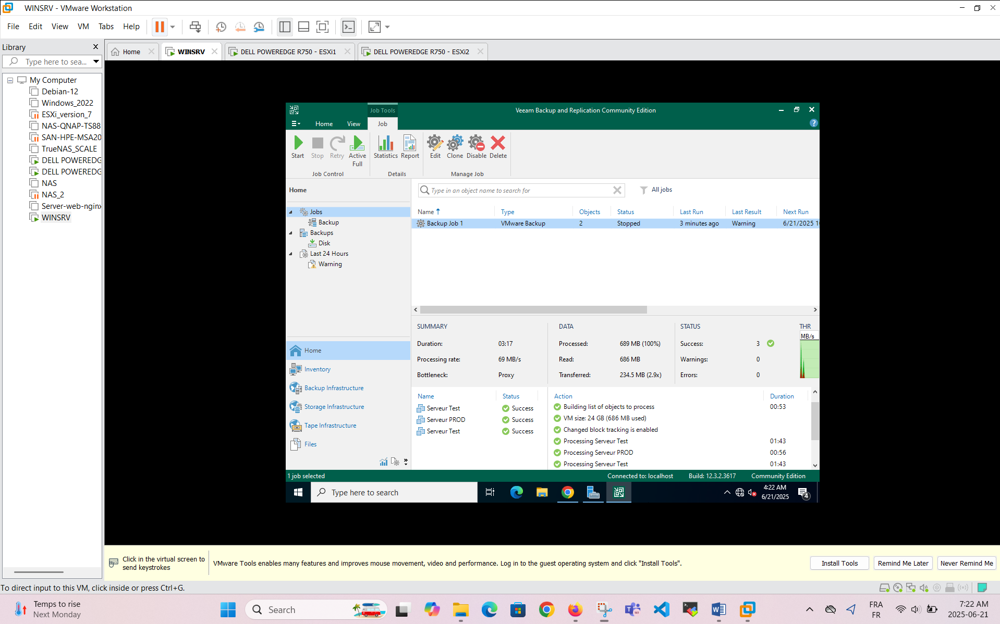 WINSRV - VMware Workstation
File Edit View VM Tabs Help
Library
Type here to sea...
My Computer
Debian-12
Windows_2022
ESXi_version_7
NAS-QNAP-TS88
SAN-HPE-MSA20
TrueNAS_SCALE
DELL POWEREDG
DELL POWEREDG
NAS
NAS_2
Server-web-nginx
WINSRV
Home
WINSRV
DELL POWEREDGE R750 - ESXi1
DELL POWEREDGE R750 - ESXi2
Job Tools
Veeam Backup and Replication Community Edition
Home View Job
Start Stop Retry Active Full
Job Control
Statistics Report
Details
Edit Clone Disable Delete
Manage Job
Home
Jobs
Backup
Backups
Disk
Last 24 Hours
Warning
Type in an object name to search for
All jobs
Name Type Objects Status Last Run Last Result Next Run
Backup Job 1 VMware Backup 2 Stopped 3 minutes ago Warning 6/21/2025 1
Home
Inventory
Backup Infrastructure
Storage Infrastructure
Tape Infrastructure
Files
SUMMARY
Duration: 03:17
Processing rate: 69 MB/s
Bottleneck: Proxy
DATA
Processed: 689 MB (100%)
Read: 686 MB
Transferred: 234.5 MB (2.9x)
STATUS
Success: 3
Warnings: 0
Errors: 0
THR
MB/s
Name Status
Serveur Test Success
Serveur PROD Success
Serveur Test Success
Action Duration
Building list of objects to process 00:53
VM size: 24 GB (686 MB used)
Changed block tracking is enabled
Processing Serveur Test 01:43
Processing Serveur PROD 00:56
Processing Serveur Test 01:43
1 job selected
Connected to: localhost
Build: 12.3.2.3617
Community Edition
Type here to search
4:22 AM
6/21/2025
4
Click in the virtual screen to
send keystrokes
VMware Tools enables many features and improves mouse movement, video and performance. Log in to the guest operating system and click "Install Tools".
Install Tools
Remind Me Later
Never Remind Me
To direct input to this VM, click inside or press Ctrl+G.
Temps to rise
Next Monday
Search
FRA
FR
7:22 AM
2025-06-21